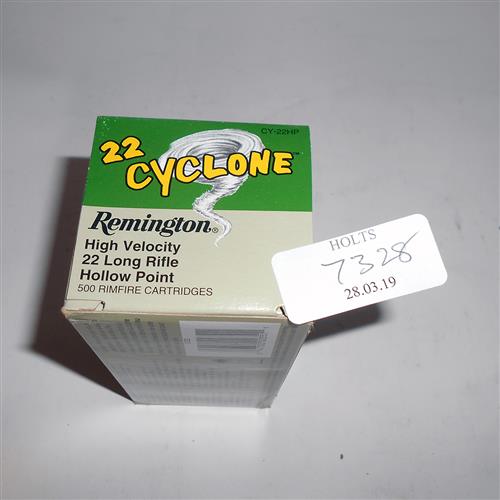 CY-22HP
22 CYCLONE™
Remington®
High Velocity
22 Long Rifle
Hollow Point
500 RIMFIRE CARTRIDGES
HOLTS
7328
28.03.19